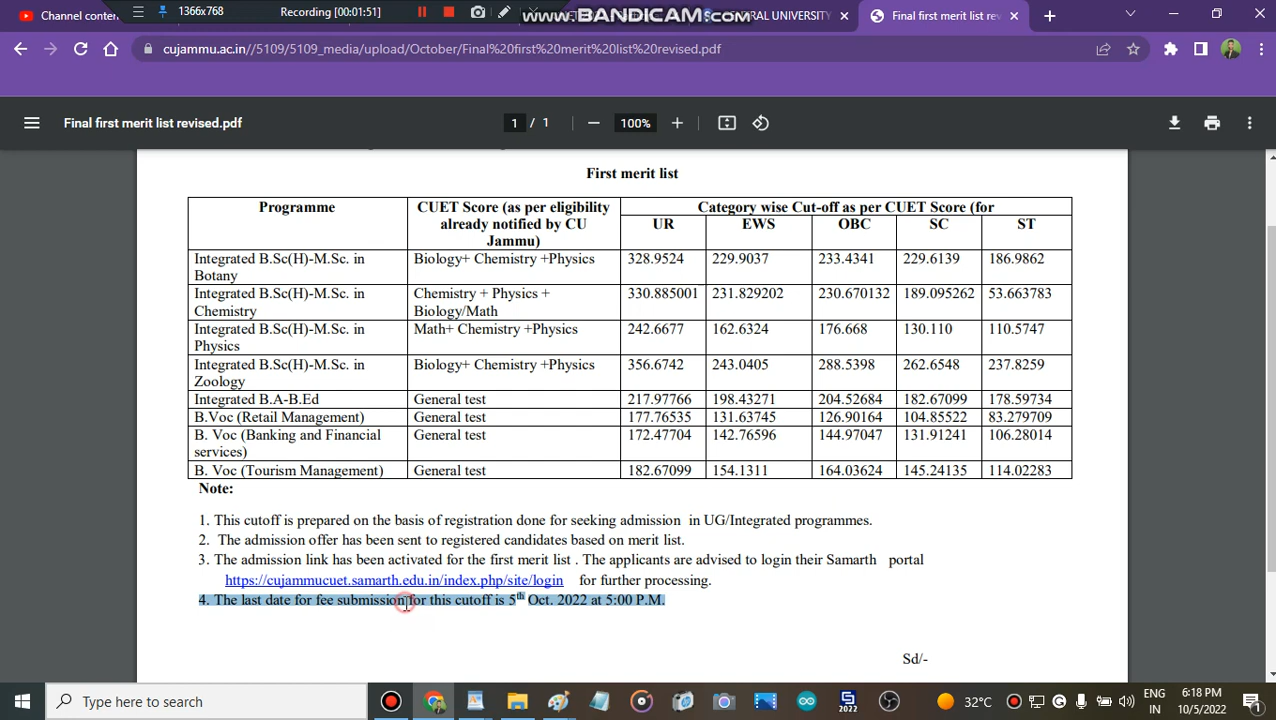 Channel content
1366x768
Recording [00:01:51]
www.BANDICAM.com
RAL UNIVERSITY
Final first merit list rev
cujammu.ac.in//5109/5109_media/upload/October/Final%20first%20merit%20list%20revised.pdf
Final first merit list revised.pdf
1 / 1
100%
First merit list
Programme
CUET Score (as per eligibility already notified by CU Jammu)
Category wise Cut-off as per CUET Score (for
UR EWS OBC SC ST
Integrated B.Sc(H)-M.Sc. in Botany Biology+ Chemistry +Physics 328.9524 229.9037 233.4341 229.6139 186.9862
Integrated B.Sc(H)-M.Sc. in Chemistry Chemistry + Physics + Biology/Math 330.885001 231.829202 230.670132 189.095262 53.663783
Integrated B.Sc(H)-M.Sc. in Physics Math+ Chemistry +Physics 242.6677 162.6324 176.668 130.110 110.5747
Integrated B.Sc(H)-M.Sc. in Zoology Biology+ Chemistry +Physics 356.6742 243.0405 288.5398 262.6548 237.8259
Integrated B.A-B.Ed General test 217.97766 198.43271 204.52684 182.67099 178.59734
B.Voc (Retail Management) General test 177.76535 131.63745 126.90164 104.85522 83.279709
B. Voc (Banking and Financial services) General test 172.47704 142.76596 144.97047 131.91241 106.28014
B. Voc (Tourism Management) General test 182.67099 154.1311 164.03624 145.24135 114.02283
Note:
1. This cutoff is prepared on the basis of registration done for seeking admission in UG/Integrated programmes.
2. The admission offer has been sent to registered candidates based on merit list.
3. The admission link has been activated for the first merit list . The applicants are advised to login their Samarth portal
https://cujammucuet.samarth.edu.in/index.php/site/login for further processing.
4. The last date for fee submission for this cutoff is 5th Oct. 2022 at 5:00 P.M.
Sd/-
Type here to search
2022
32°C
ENG
IN
6:18 PM
10/5/2022